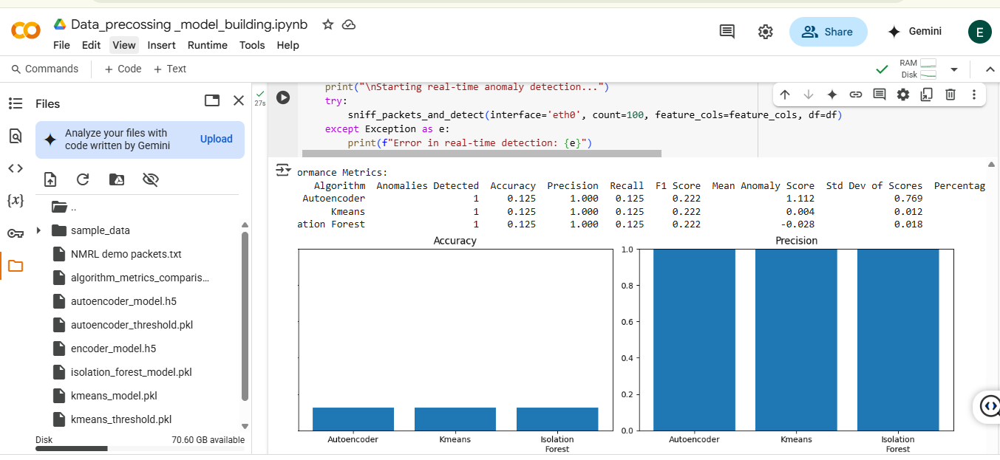 Data_precossing _model_building.ipynb
File Edit View Insert Runtime Tools Help
Share
Gemini
E
Commands
+ Code + Text
RAM
Disk
Files
Analyze your files with
code written by Gemini
Upload
{x}
..
sample_data
NMRL demo packets.txt
algorithm_metrics_comparis…
autoencoder_model.h5
autoencoder_threshold.pkl
encoder_model.h5
isolation_forest_model.pkl
kmeans_model.pkl
kmeans_threshold.pkl
Disk 70.60 GB available
27s
print("\nStarting real-time anomaly detection...")
try:
sniff_packets_and_detect(interface='eth0', count=100, feature_cols=feature_cols, df=df)
except Exception as e:
print(f"Error in real-time detection: {e}")
ormance Metrics:
Algorithm Anomalies Detected Accuracy Precision Recall F1 Score Mean Anomaly Score Std Dev of Scores Percentag
Autoencoder 1 0.125 1.000 0.125 0.222 1.112 0.769
Kmeans 1 0.125 1.000 0.125 0.222 0.004 0.012
ation Forest 1 0.125 1.000 0.125 0.222 -0.028 0.018
Accuracy
Autoencoder Kmeans Isolation
Forest
Precision
1.0
0.8
0.6
0.4
0.2
0.0
Autoencoder Kmeans Isolation
Forest